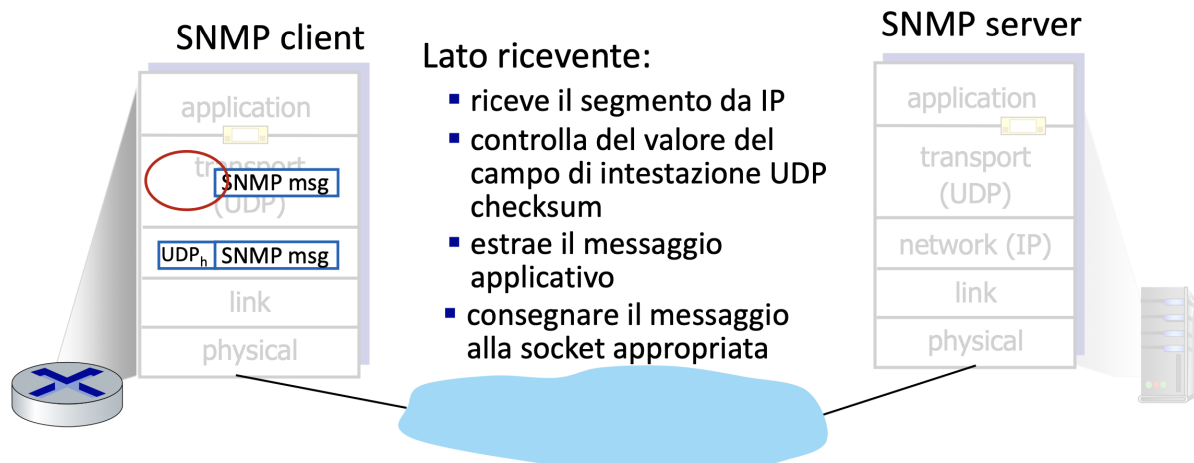 SNMP client
application
transport
(UDP)
SNMP msg
UDPh SNMP msg
link
physical
Lato ricevente:
▪ riceve il segmento da IP
▪ controlla del valore del
campo di intestazione UDP
checksum
▪ estrae il messaggio
applicativo
▪ consegnare il messaggio
alla socket appropriata
SNMP server
application
transport
(UDP)
network (IP)
link
physical